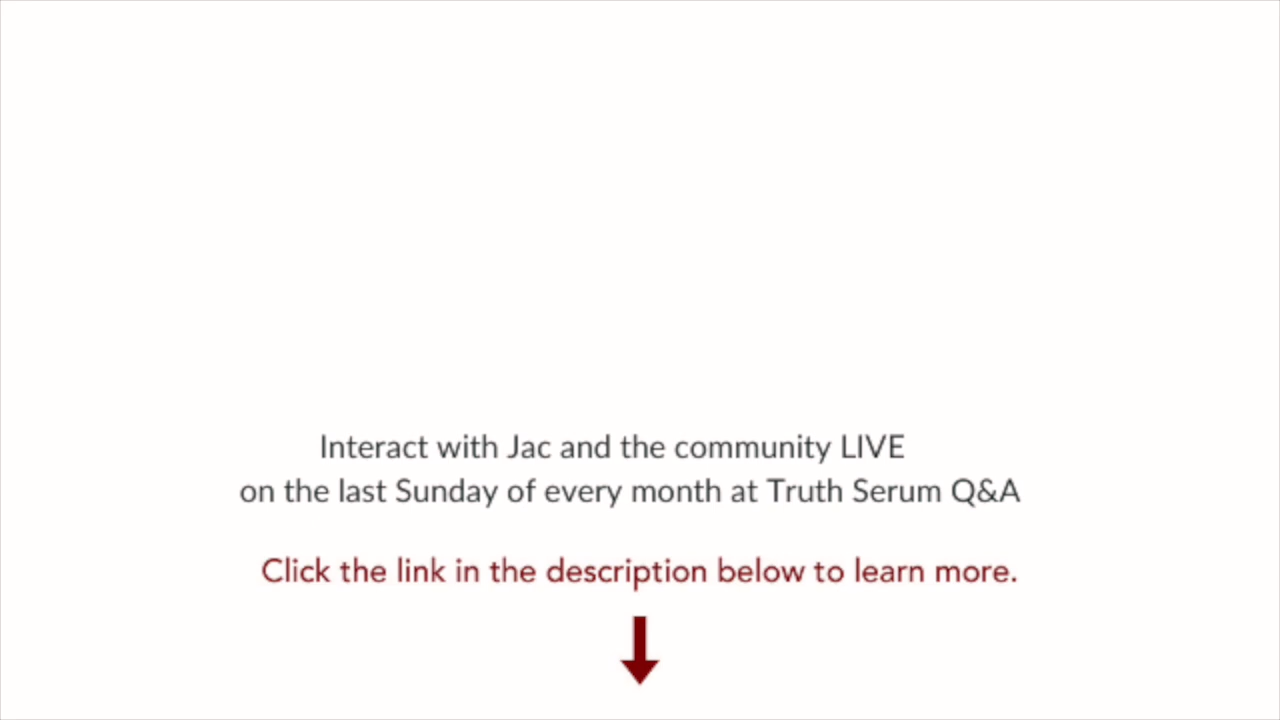 Interact with Jac and the community LIVE
on the last Sunday of every month at Truth Serum Q&A
Click the link in the description below to learn more.